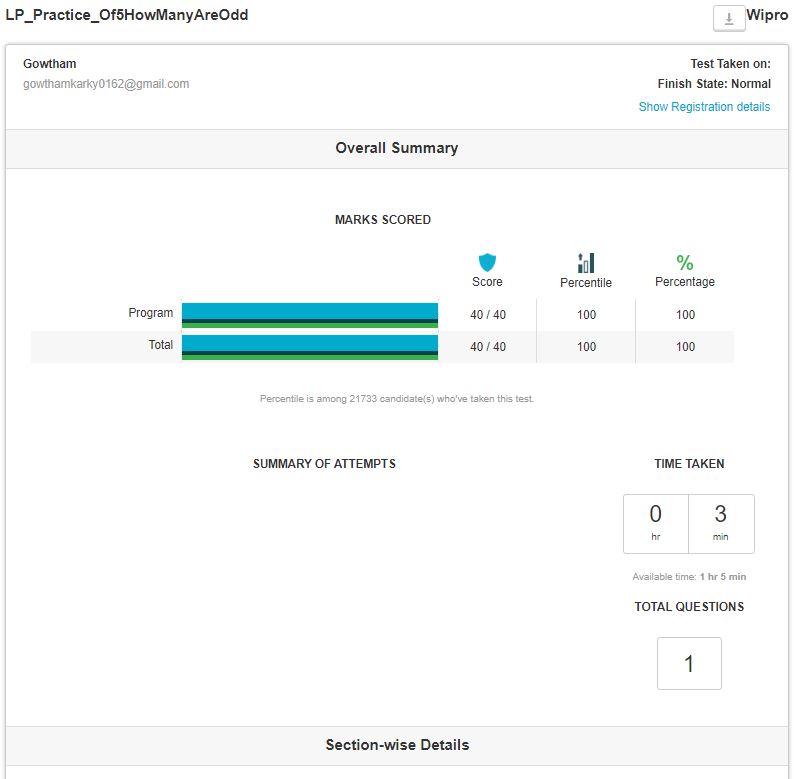 LP_Practice_Of5HowManyAreOdd
Wipro
Gowtham
Test Taken on:
gowthamkarky0162@gmail.com
Finish State: Normal
Show Registration details
Overall Summary
MARKS SCORED
%
Score Percentile Percentage
Program 40 / 40 100 100
Total 40 / 40 100 100
Percentile is among 21733 candidate(s) who've taken this test.
SUMMARY OF ATTEMPTS
TIME TAKEN
0 3
hr min
Available time: 1 hr 5 min
TOTAL QUESTIONS
1
Section-wise Details